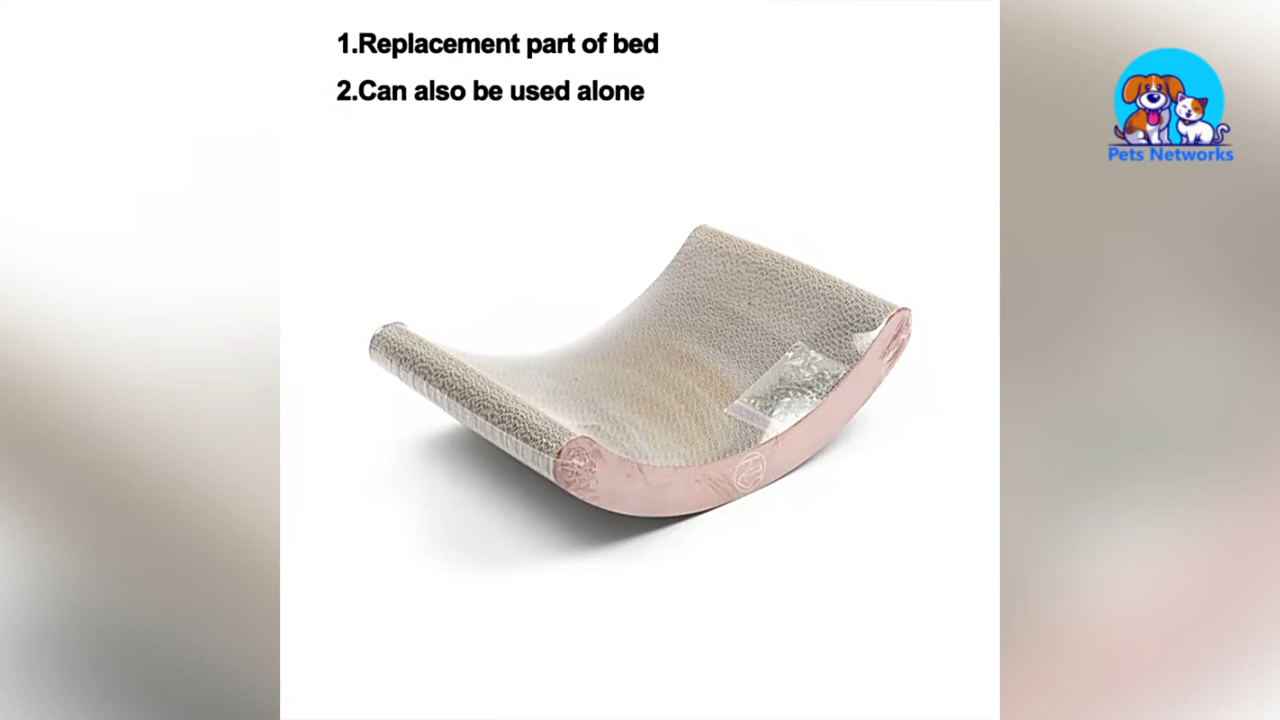 1.Replacement part of bed
2.Can also be used alone
Pets Networks